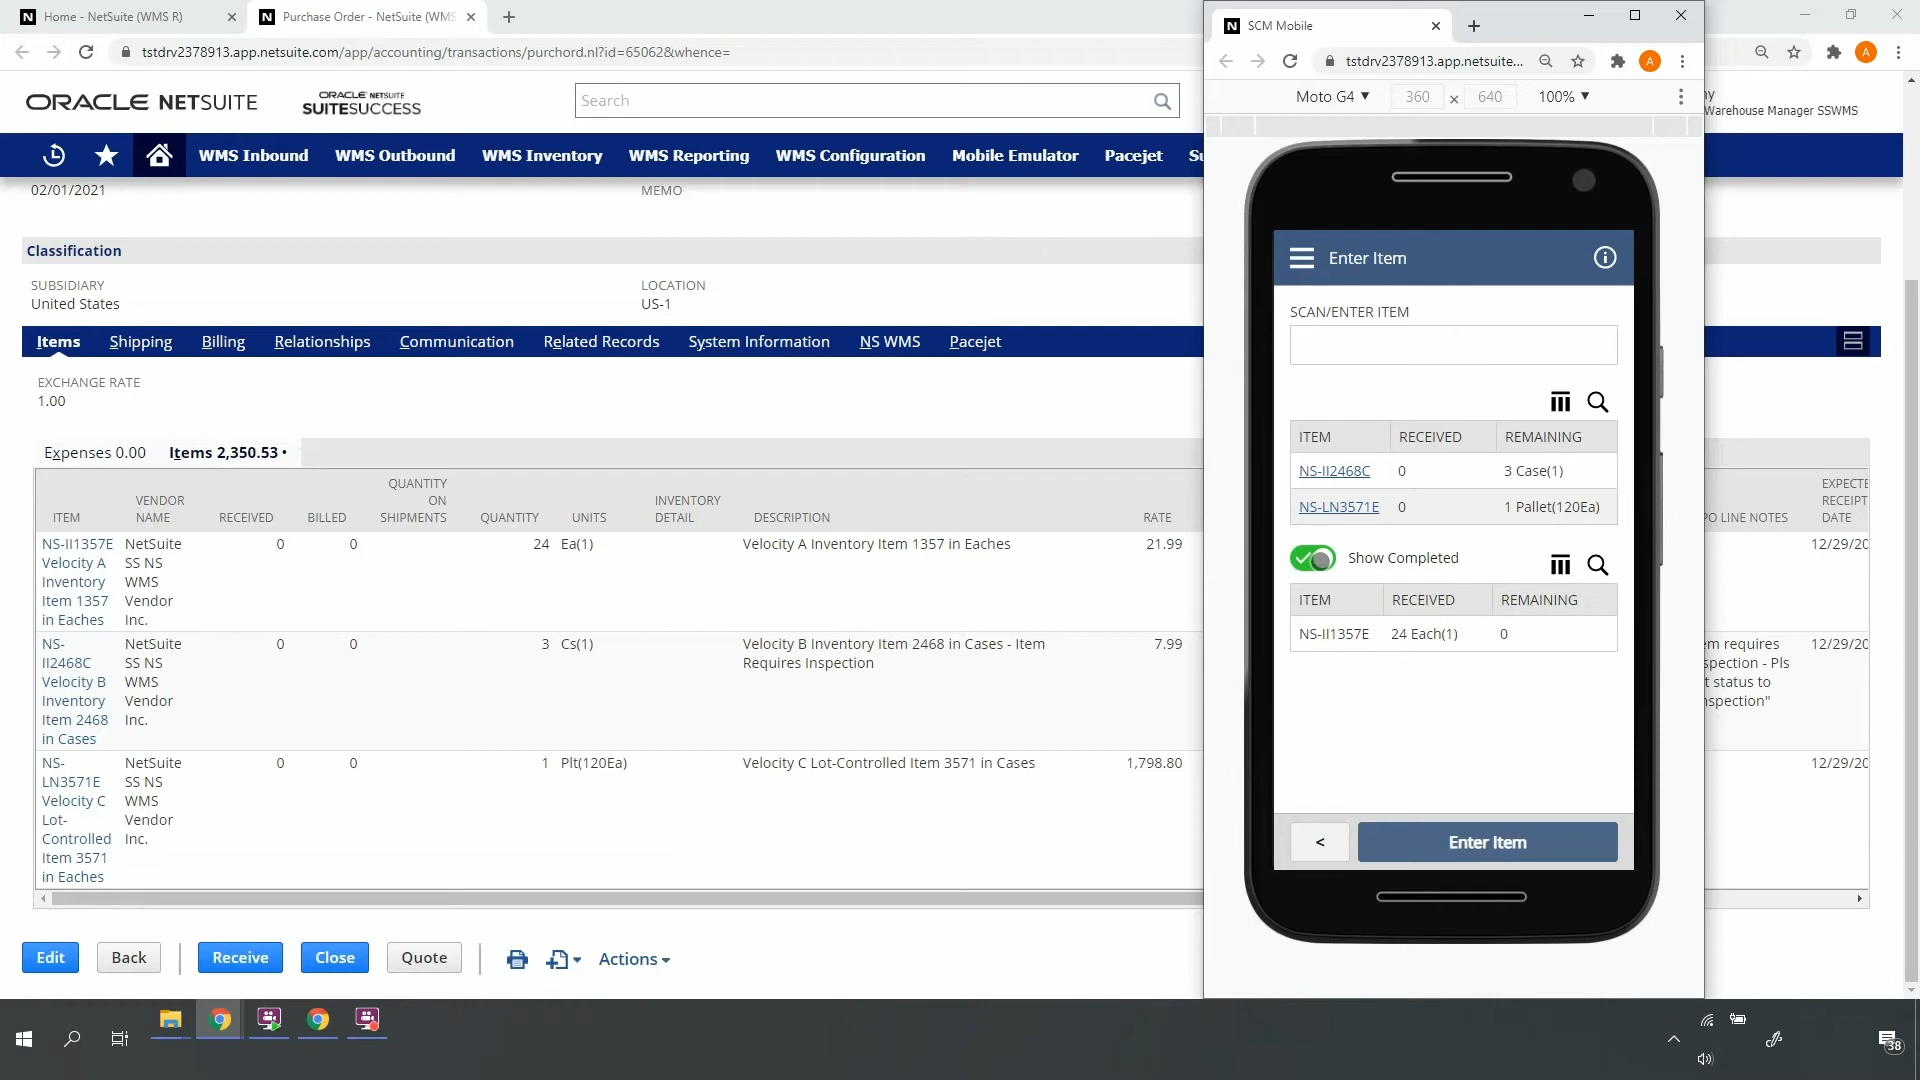 Home - NetSuite (WMS R)
Purchase Order - NetSuite (WMS
tstdrv2378913.app.netsuite.com/app/accounting/transactions/purchord.nl?id=65062&whence=
A
ORACLE NETSUITE
ORACLE NETSUITE
SUITESUCCESS
Search
Warehouse Manager SSWMS
WMS Inbound WMS Outbound WMS Inventory WMS Reporting WMS Configuration Mobile Emulator Pacejet
02/01/2021
MEMO
Classification
SUBSIDIARY
United States
LOCATION
US-1
Items Shipping Billing Relationships Communication Related Records System Information NS WMS Pacejet
EXCHANGE RATE
1.00
Expenses 0.00 Items 2,350.53 •
ITEM
VENDOR
NAME
RECEIVED
BILLED
QUANTITY
ON
SHIPMENTS
QUANTITY
UNITS
INVENTORY
DETAIL
DESCRIPTION
RATE
PO LINE NOTES
EXPECTE
RECEIPT
DATE
NS-II1357E
Velocity A
Inventory
Item 1357
in Eaches
NetSuite
SS NS
WMS
Vendor
Inc.
0
0
24
Ea(1)
Velocity A Inventory Item 1357 in Eaches
21.99
12/29/20
NS-
II2468C
Velocity B
Inventory
Item 2468
in Cases
NetSuite
SS NS
WMS
Vendor
Inc.
0
0
3
Cs(1)
Velocity B Inventory Item 2468 in Cases - Item
Requires Inspection
7.99
em requires
spection - Pls
t status to
nspection"
12/29/20
NS-
LN3571E
Velocity C
Lot-
Controlled
Item 3571
in Eaches
NetSuite
SS NS
WMS
Vendor
Inc.
0
0
1
Plt(120Ea)
Velocity C Lot-Controlled Item 3571 in Cases
1,798.80
12/29/20
Edit Back Receive Close Quote Actions
SCM Mobile
tstdrv2378913.app.netsuite...
A
Moto G4 360 x 640 100%
Enter Item
SCAN/ENTER ITEM
ITEM RECEIVED REMAINING
NS-II2468C 0 3 Case(1)
NS-LN3571E 0 1 Pallet(120Ea)
Show Completed
ITEM RECEIVED REMAINING
NS-II1357E 24 Each(1) 0
< Enter Item
38